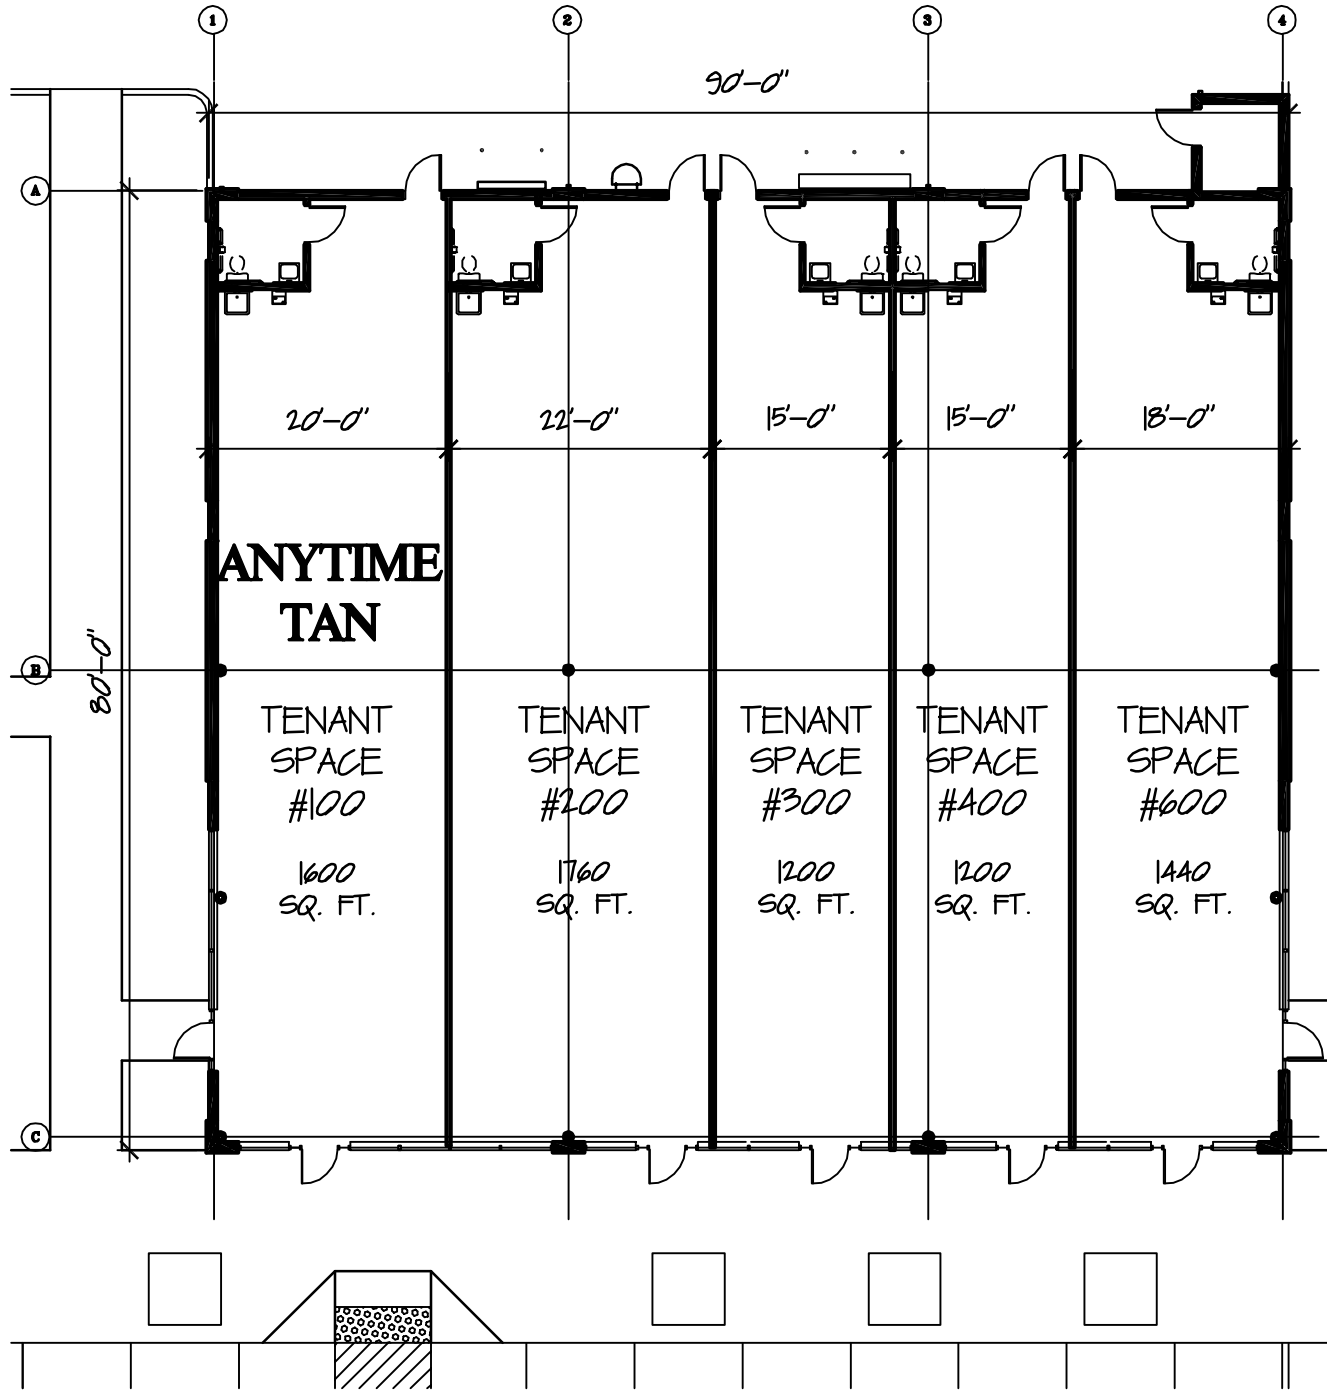 1 2 3 4
90'-0"
A
20'-0" 22'-0" 15'-0" 15'-0" 18'-0"
ANYTIME
TAN
B
80'-0"
TENANT
SPACE
#100
1600
SQ. FT.
TENANT
SPACE
#200
1760
SQ. FT.
TENANT
SPACE
#300
1200
SQ. FT.
TENANT
SPACE
#400
1200
SQ. FT.
TENANT
SPACE
#600
1440
SQ. FT.
C